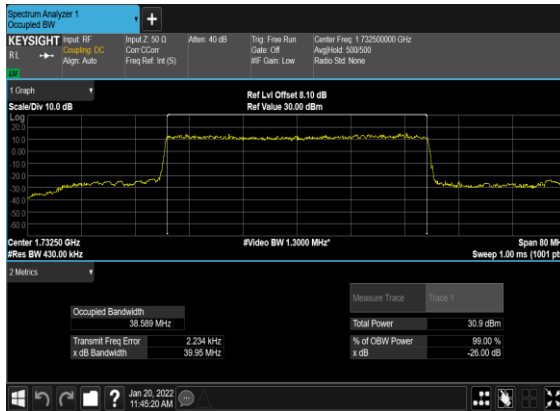 Spectrum Analyzer 1
Occupied BW
KEYSIGHT
RL
Input: RF
Coupling: DC
Align: Auto
Input Z: 50 Ω
Corr CCorr
Freq Ref: Int (S)
Atten: 40 dB
Trig: Free Run
Gate: Off
#IF Gain: Low
Center Freq: 1.732500000 GHz
Avg|Hold: 500/500
Radio Std: None
1 Graph
Scale/Div 10.0 dB
Ref Lvl Offset 8.10 dB
Ref Value 30.00 dBm
Log
20.0
10.0
0.00
-10.0
-20.0
-30.0
-40.0
-50.0
-60.0
Center 1.73250 GHz
#Res BW 430.00 kHz
#Video BW 1.3000 MHz*
Span 80 MH
Sweep 1.00 ms (1001 pt
2 Metrics
Measure Trace
Trace 1
Occupied Bandwidth
38.589 MHz
Total Power
30.9 dBm
Transmit Freq Error
2.234 kHz
% of OBW Power
99.00 %
x dB Bandwidth
39.95 MHz
x dB
-26.00 dB
?
Jan 20, 2022
11:45:20 AM